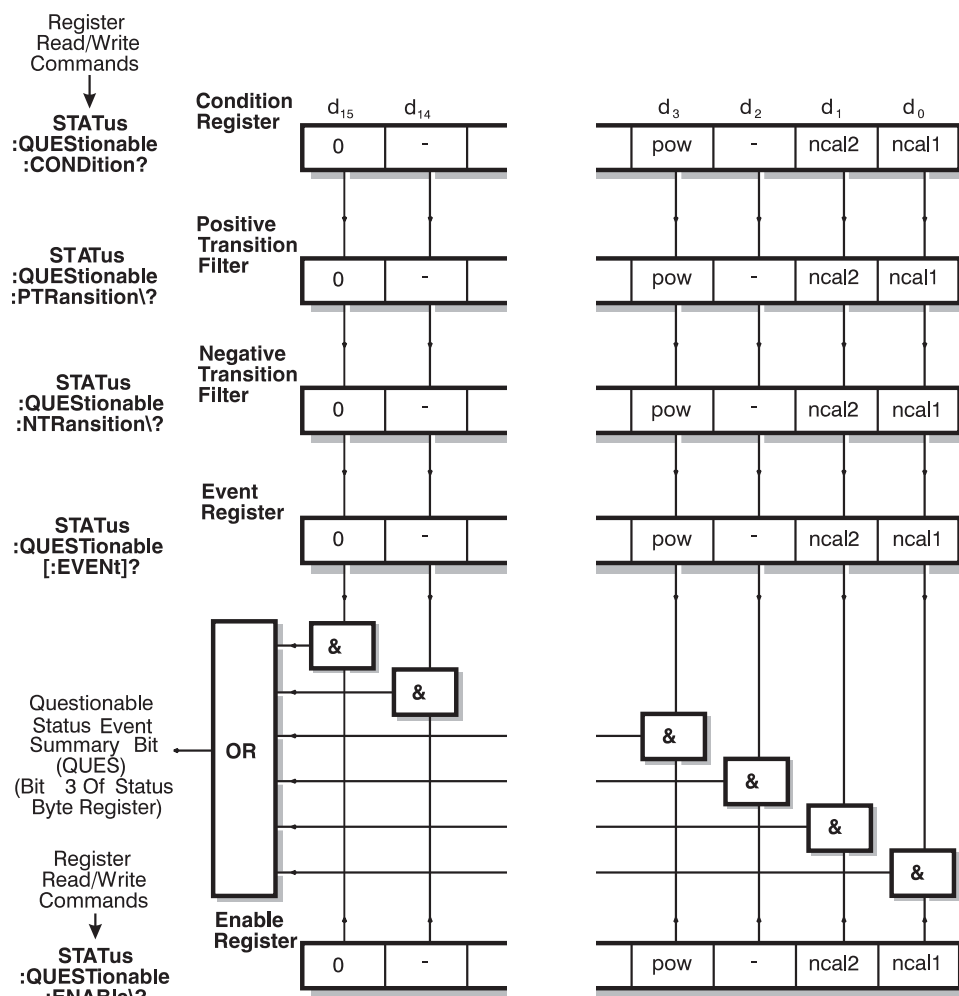 Register
Read/Write
Commands
STATus
:QUEStionable
:CONDition?
Condition
Register
d15 d14 d3 d2 d1 d0
0 - pow - ncal2 ncal1
STATus
:QUEStionable
:PTRansition\?
Positive
Transition
Filter
0 - pow - ncal2 ncal1
STATus
:QUEStionable
:NTRansition\?
Negative
Transition
Filter
0 - pow - ncal2 ncal1
STATus
:QUESTionable
[:EVENt]?
Event
Register
0 - pow - ncal2 ncal1
&
&
&
&
&
&
OR
Questionable
Status Event
Summary Bit
(QUES)
(Bit 3 Of Status
Byte Register)
Register
Read/Write
Commands
STATus
:QUESTionable
:ENABle\?
Enable
Register
0 - pow - ncal2 ncal1